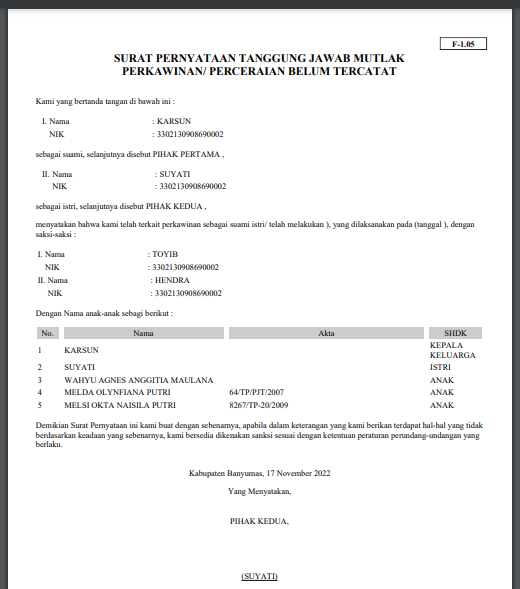 F-1.05
SURAT PERNYATAAN TANGGUNG JAWAB MUTLAK
PERKAWINAN/ PERCERAIAN BELUM TERCATAT
Kami yang bertanda tangan di bawah ini :
I. Nama : KARSUN
NIK : 3302130908690002
sebagai suami, selanjutnya disebut PIHAK PERTAMA ,
II. Nama : SUYATI
NIK : 3302130908690002
sebagai istri, selanjutnya disebut PIHAK KEDUA ,
menyatakan bahwa kami telah terkait perkawinan sebagai suami istri/ telah melakukan ), yang dilaksanakan pada (tanggal ), dengan
saksi-saksi :
I. Nama : TOYIB
NIK : 3302130908690002
II. Nama : HENDRA
NIK : 3302130908690002
Dengan Nama anak-anak sebagi berikut :
No. Nama Akta SHDK
1 KARSUN KEPALA
KELUARGA
2 SUYATI ISTRI
3 WAHYU AGNES ANGGITIA MAULANA ANAK
4 MELDA OLYNFIANA PUTRI 64/TP/PJT/2007 ANAK
5 MELSI OKTA NAISILA PUTRI 8267/TP-20/2009 ANAK
Demikian Surat Pernyataan ini kami buat dengan sebenarnya, apabila dalam keterangan yang kami berikan terdapat hal-hal yang tidak
berdasarkan keadaan yang sebenarnya, kami bersedia dikenakan sanksi sesuai dengan ketentuan peraturan perundang-undangan yang
berlaku.
Kabupaten Banyumas, 17 November 2022
Yang Menyatakan,
PIHAK KEDUA,
(SUYATI)